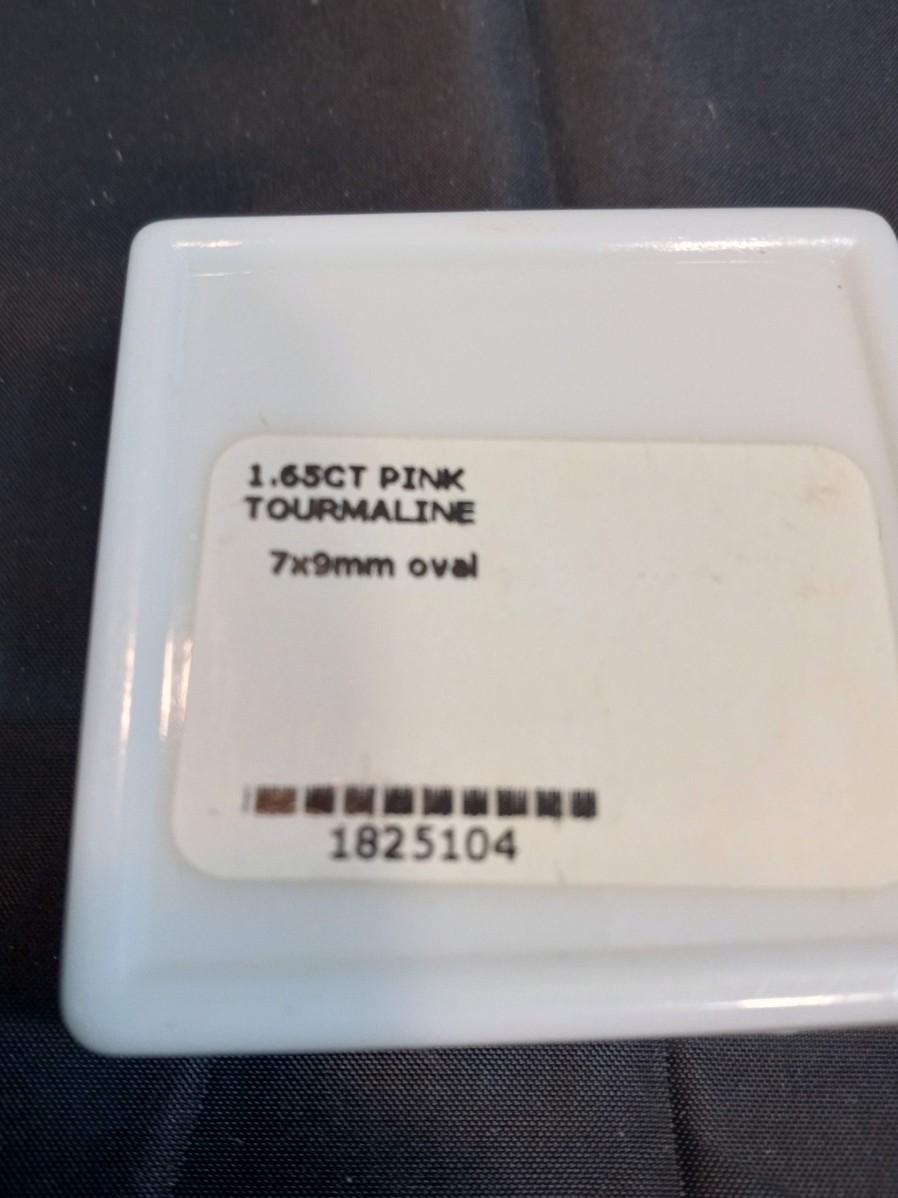 1.65CT PINK
TOURMALINE
7x9mm oval
1825104